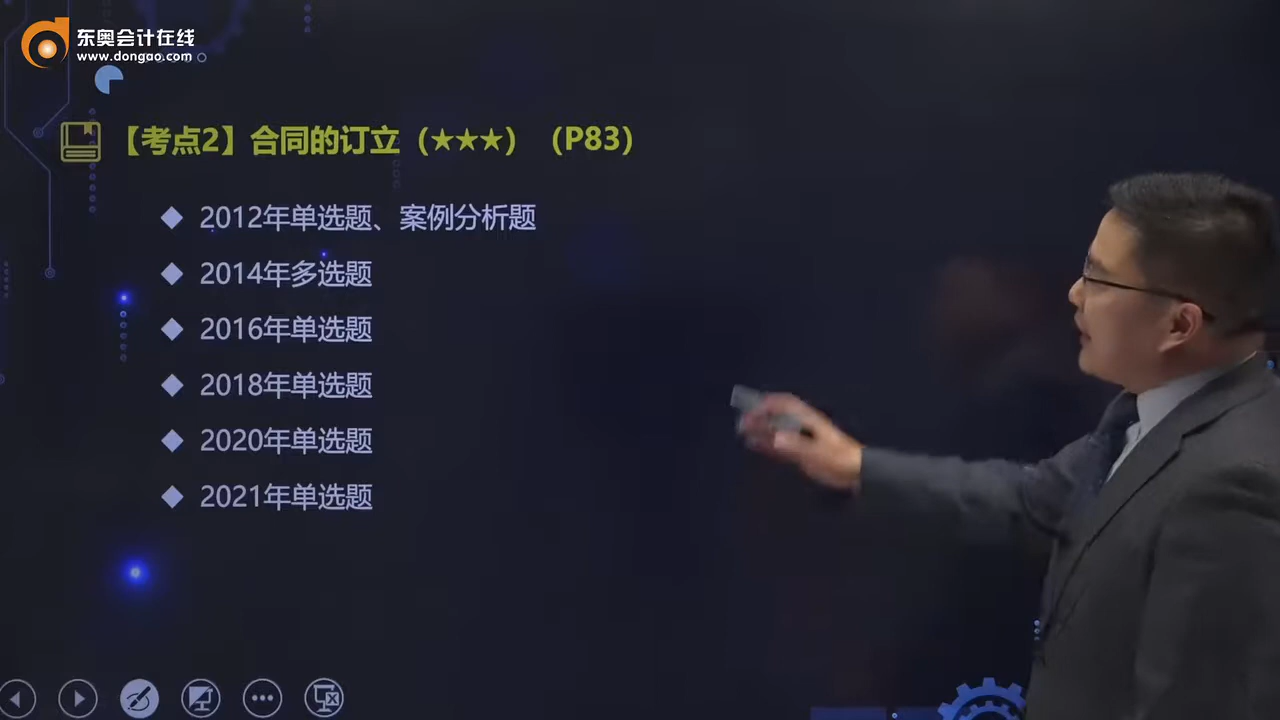 东奥会计在线
www.dongao.com
【考点2】合同的订立（★★★）（P83）
◆ 2012年单选题、案例分析题
◆ 2014年多选题
◆ 2016年单选题
◆ 2018年单选题
◆ 2020年单选题
◆ 2021年单选题